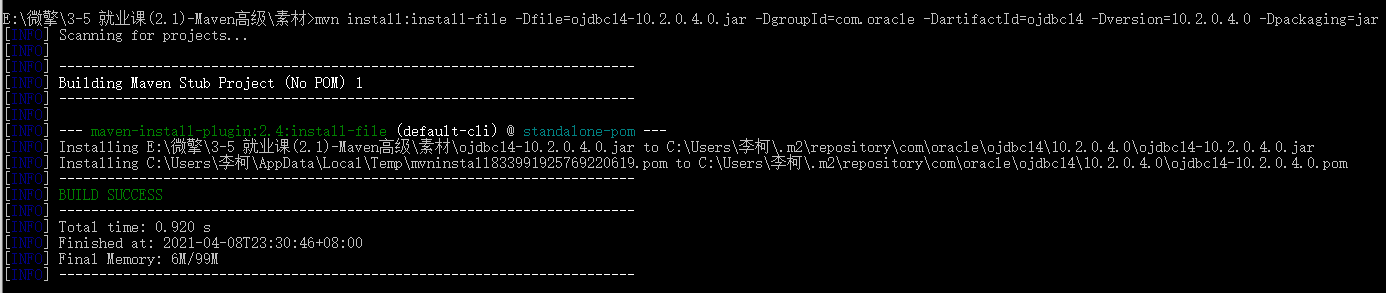 E:\微擎\3-5 就业课(2.1)-Maven高级\素材>mvn install:install-file -Dfile=ojdbc14-10.2.0.4.0.jar -DgroupId=com.oracle -DartifactId=ojdbc14 -Dversion=10.2.0.4.0 -Dpackaging=jar
[INFO] Scanning for projects...
[INFO]
[INFO] ------------------------------------------------------------------------
[INFO] Building Maven Stub Project (No POM) 1
[INFO] ------------------------------------------------------------------------
[INFO]
[INFO] --- maven-install-plugin:2.4:install-file (default-cli) @ standalone-pom ---
[INFO] Installing E:\微擎\3-5 就业课(2.1)-Maven高级\素材\ojdbc14-10.2.0.4.0.jar to C:\Users\李柯\.m2\repository\com\oracle\ojdbc14\10.2.0.4.0\ojdbc14-10.2.0.4.0.jar
[INFO] Installing C:\Users\李柯\AppData\Local\Temp\mvninstall8339919257692206​19.pom to C:\Users\李柯\.m2\repository\com\oracle\ojdbc14\10.2.0.4.0\ojdbc14-10.2.0.4.0.pom
[INFO] ------------------------------------------------------------------------
[INFO] BUILD SUCCESS
[INFO] ------------------------------------------------------------------------
[INFO] Total time: 0.920 s
[INFO] Finished at: 2021-04-08T23:30:46+08:00
[INFO] Final Memory: 6M/99M
[INFO] ------------------------------------------------------------------------